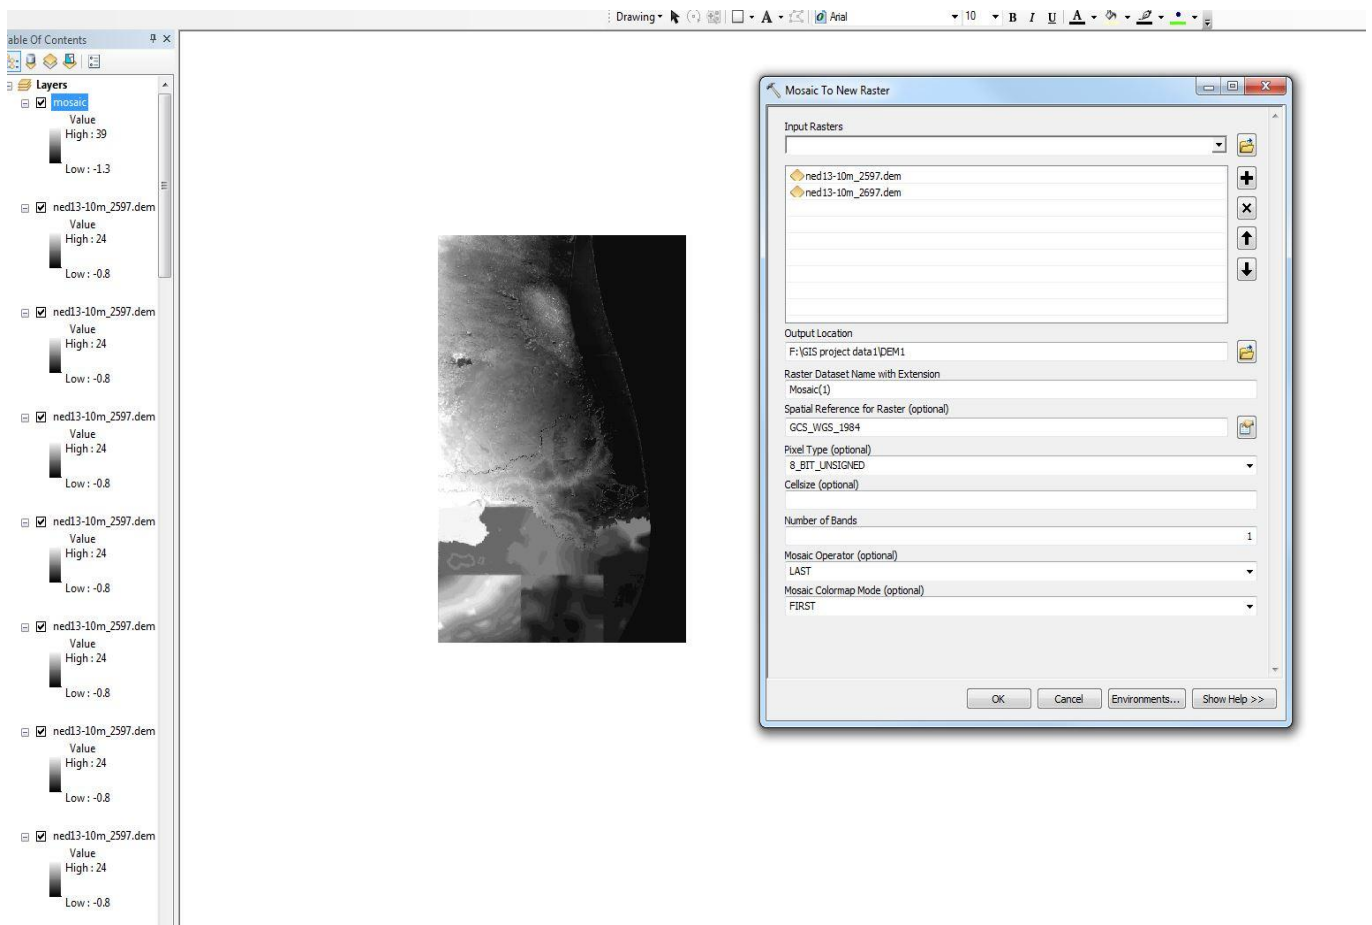 Drawing
A
Arial
10
B I U A
able Of Contents
Layers
mosaic
Value
High : 39
Low : -1.3
ned13-10m_2597.dem
Value
High : 24
Low : -0.8
ned13-10m_2597.dem
Value
High : 24
Low : -0.8
ned13-10m_2597.dem
Value
High : 24
Low : -0.8
ned13-10m_2597.dem
Value
High : 24
Low : -0.8
ned13-10m_2597.dem
Value
High : 24
Low : -0.8
ned13-10m_2597.dem
Value
High : 24
Low : -0.8
ned13-10m_2597.dem
Value
High : 24
Low : -0.8
Mosaic To New Raster
Input Rasters
ned13-10m_2597.dem
ned13-10m_2697.dem
Output Location
F:\GIS project data1\DEM1
Raster Dataset Name with Extension
Mosaic(1)
Spatial Reference for Raster (optional)
GCS_WGS_1984
Pixel Type (optional)
8_BIT_UNSIGNED
Cellsize (optional)
Number of Bands
1
Mosaic Operator (optional)
LAST
Mosaic Colormap Mode (optional)
FIRST
OK
Cancel
Environments...
Show Help >>